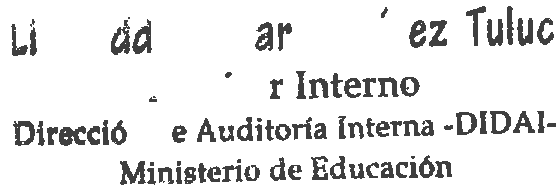 Li dd ar ´ez Tuluc
r Interno
Direcció e Auditoría Interna -DIDAI-
Ministerio de Educación